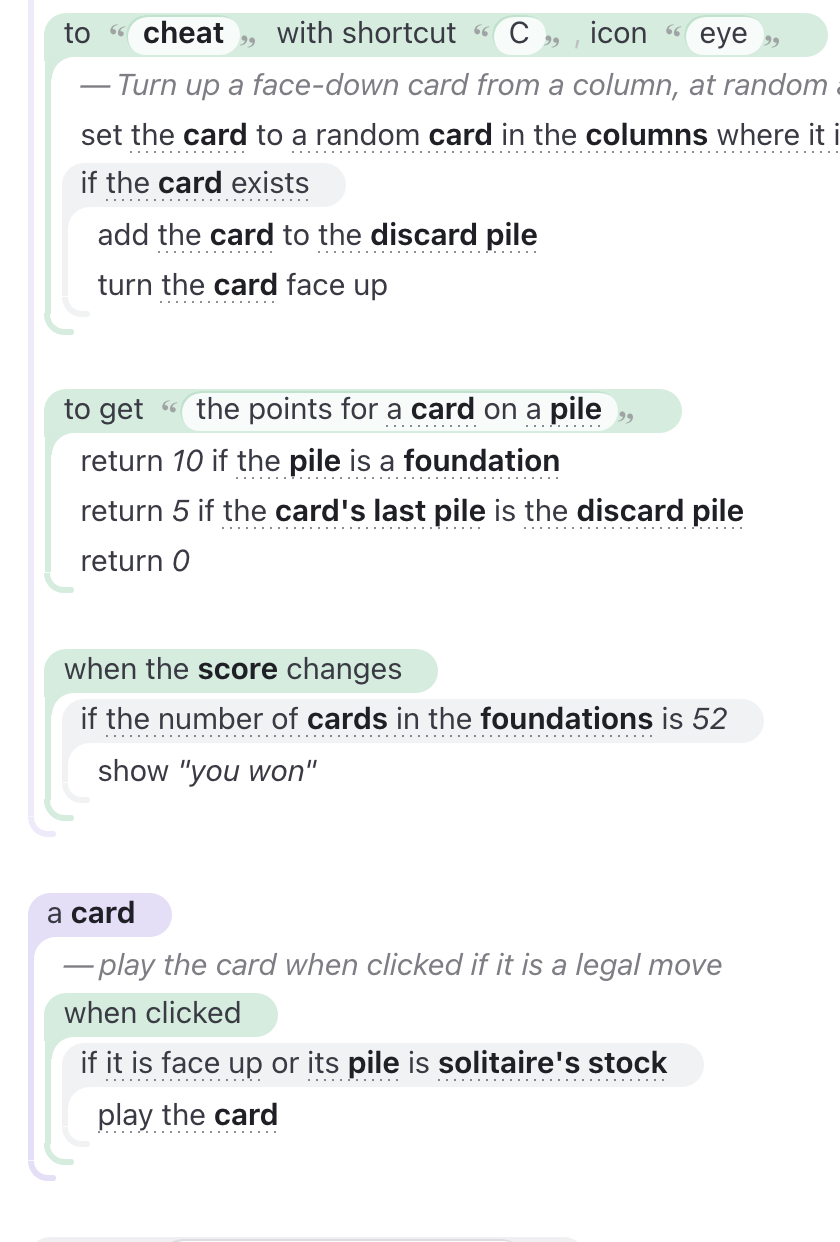 to “cheat” with shortcut “C”, icon “eye”
— Turn up a face-down card from a column, at random
set the card to a random card in the columns where it
if the card exists
add the card to the discard pile
turn the card face up
to get “the points for a card on a pile”
return 10 if the pile is a foundation
return 5 if the card's last pile is the discard pile
return 0
when the score changes
if the number of cards in the foundations is 52
show "you won"
a card
— play the card when clicked if it is a legal move
when clicked
if it is face up or its pile is solitaire's stock
play the card